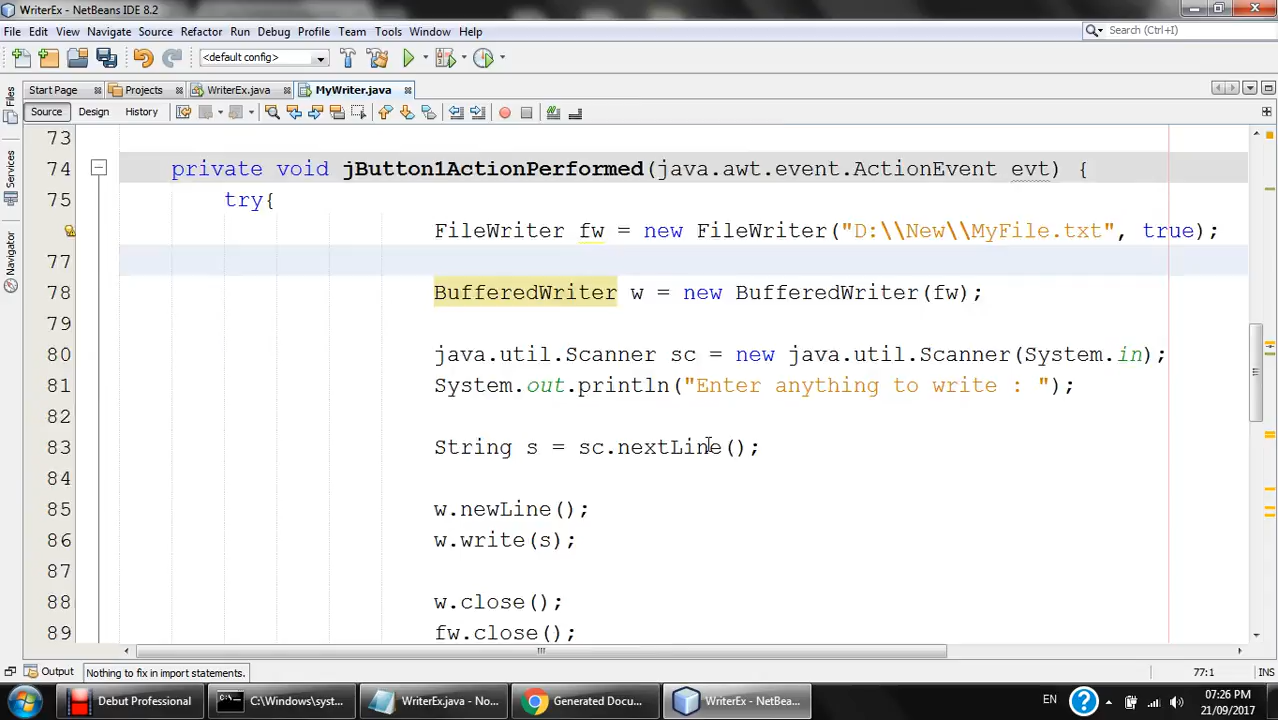 WriterEx - NetBeans IDE 8.2
File Edit View Navigate Source Refactor Run Debug Profile Team Tools Window Help
Search (Ctrl+I)
<default config>
Start Page Projects WriterEx.java MyWriter.java
Source Design History
Files
Services
Navigator
73
74 private void jButton1ActionPerformed(java.awt.event.ActionEvent evt) {
75 try{
FileWriter fw = new FileWriter("D:\\New\\MyFile.txt", true);
77
78 BufferedWriter w = new BufferedWriter(fw);
79
80 java.util.Scanner sc = new java.util.Scanner(System.in);
81 System.out.println("Enter anything to write : ");
82
83 String s = sc.nextLine();
84
85 w.newLine();
86 w.write(s);
87
88 w.close();
89 fw.close();
Output Nothing to fix in import statements. 77:1 INS
Debut Professional C:\Windows\syst... WriterEx.java - No... Generated Docu... WriterEx - NetBea... EN 07:26 PM
21/09/2017